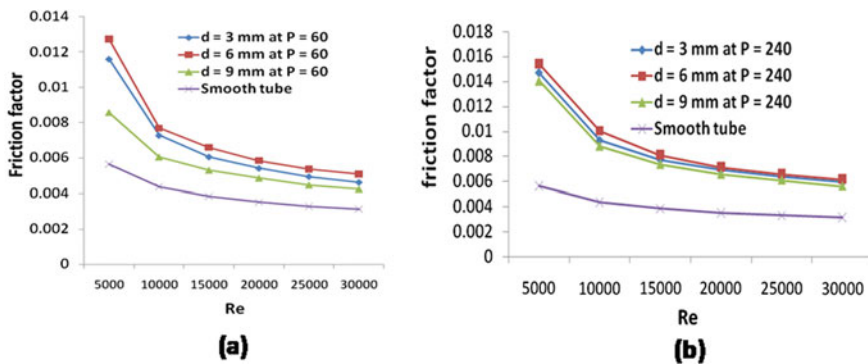 0.014
0.012
0.01
0.008
0.006
0.004
0.002
0
Friction factor
d = 3 mm at P = 60
d = 6 mm at P = 60
d = 9 mm at P = 60
Smooth tube
5000 10000 15000 20000 25000 30000
Re
(a)
0.018
0.016
0.014
0.012
0.01
0.008
0.006
0.004
0.002
0
friction factor
d = 3 mm at P = 240
d = 6 mm at P = 240
d = 9 mm at P = 240
Smooth tube
5000 10000 15000 20000 25000 30000
Re
(b)